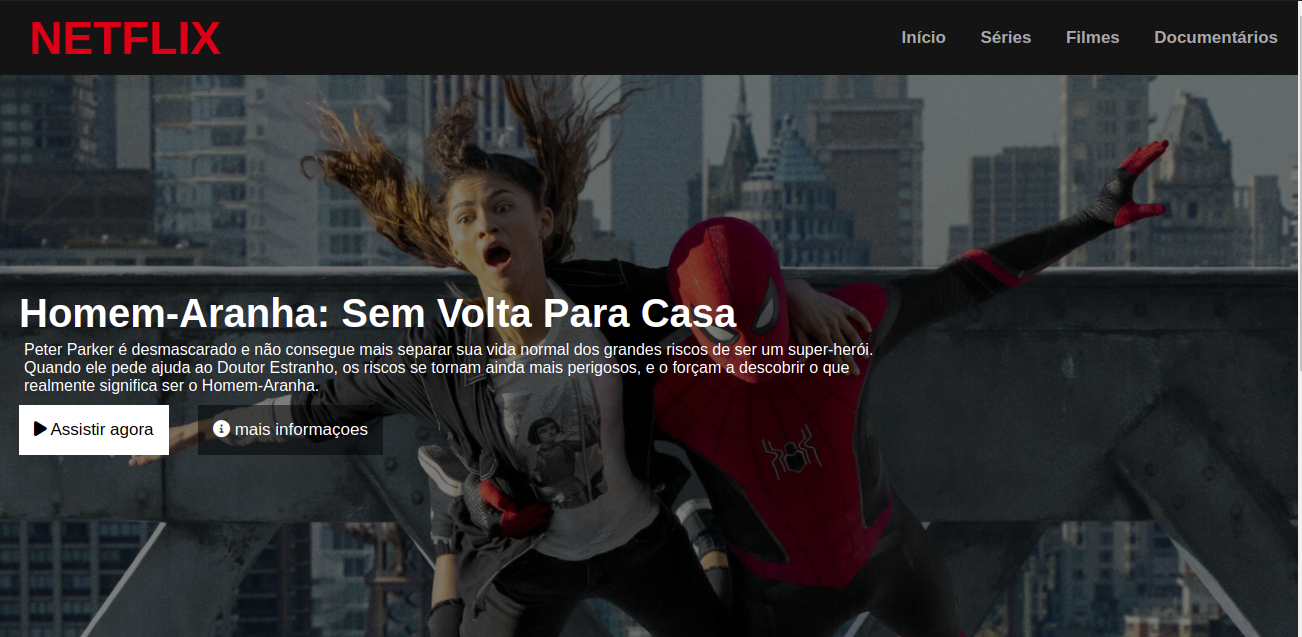 NETFLIX
Início Séries Filmes Documentários
Homem-Aranha: Sem Volta Para Casa
Peter Parker é desmascarado e não consegue mais separar sua vida normal dos grandes riscos de ser um super-herói.
Quando ele pede ajuda ao Doutor Estranho, os riscos se tornam ainda mais perigosos, e o forçam a descobrir o que
realmente significa ser o Homem-Aranha.
Assistir agora
mais informaçoes